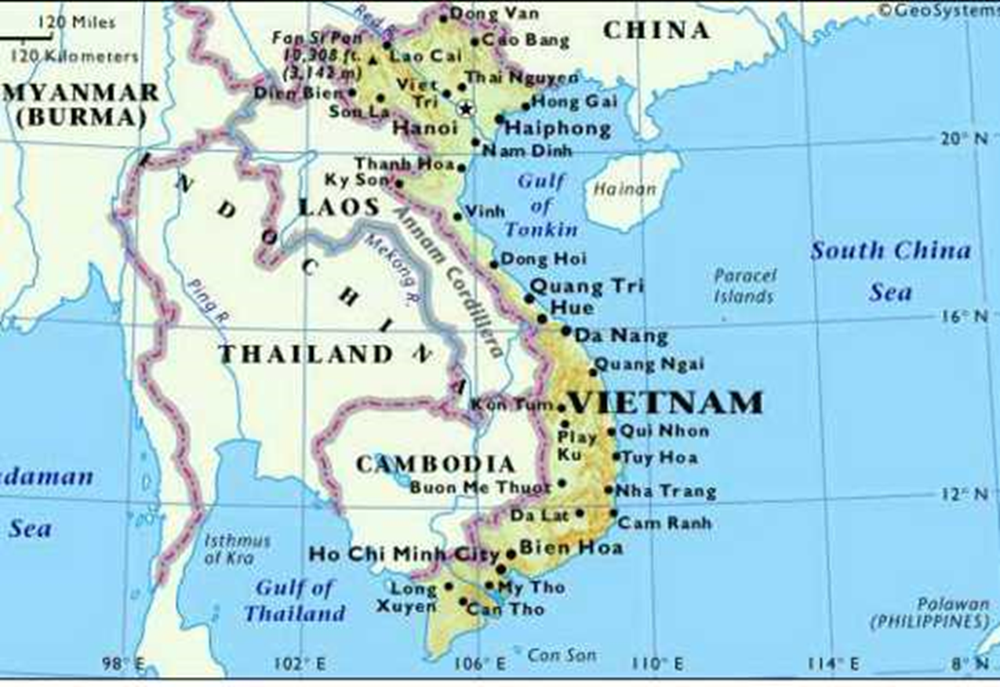 ©GeoSystems
Dong Van
120 Miles
Red R.
CHINA
Cao Bang
Fan Si Pan
10,308 ft.
(3,142 m)
120 Kilometers
Lao Cai
Thai Nguyen
Viet
Tri
MYANMAR
(BURMA)
Dien Bien
Hong Gai
Son La
Hanoi
Haiphong
20° N
Nam Dinh
Thanh Hoa
Ky Son
Gulf
of
Tonkin
Hainan
INDOCHINA
LAOS
Annam Cordillera
Vinh
Mekong R.
South China
Sea
Dong Hoi
Paracel
Islands
Quang Tri
Ping R.
Hue
16° N
Da Nang
THAILAND
Quang Ngai
Kon Tum
VIETNAM
Play
Ku
Qui Nhon
Tuy Hoa
CAMBODIA
Buon Me Thuot
Nha Trang
12° N
daman
Sea
Da Lat
Cam Ranh
Isthmus
of Kra
Ho Chi Minh City
Bien Hoa
Gulf of
Thailand
Long
Xuyen
My Tho
Can Tho
Palawan
(PHILIPPINES)
Con Son
98° E
102° E
106° E
110° E
114° E
8° N